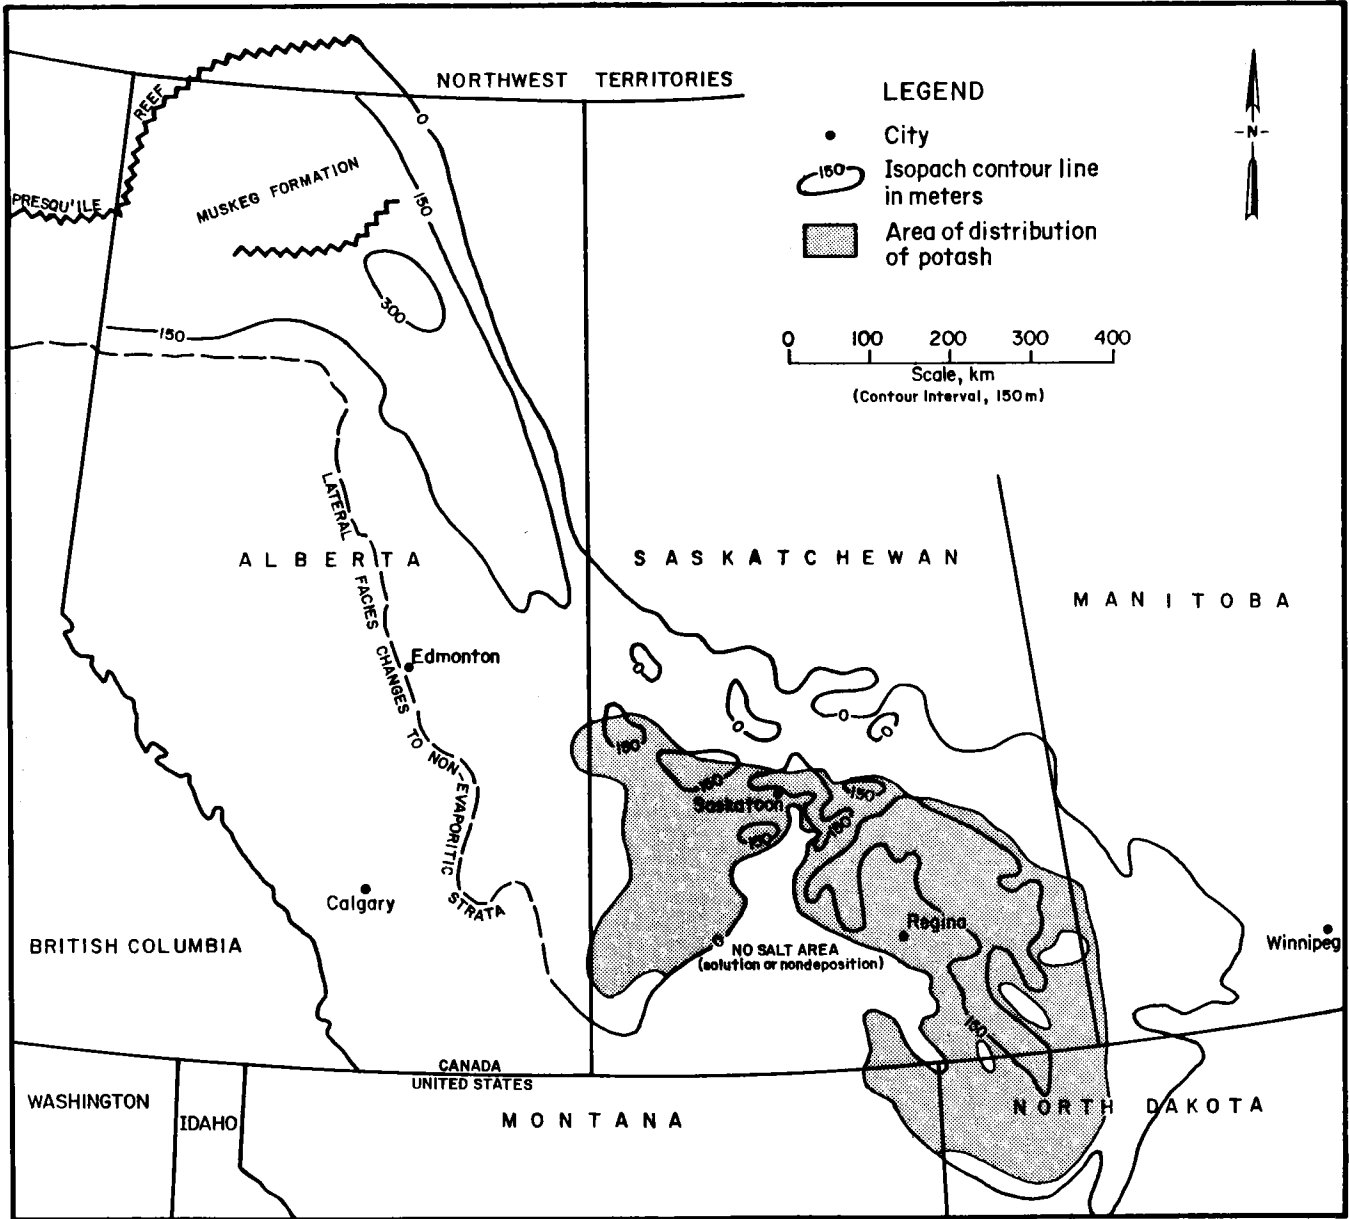 NORTHWEST TERRITORIES
LEGEND
City
150
Isopach contour line
in meters
Area of distribution
of potash
-N-
0 100 200 300 400
Scale, km
(Contour Interval, 150m)
REEF
PRESQU'ILE
MUSKEG FORMATION
0
150
300
150
LATERAL FACIES CHANGES TO NON-EVAPORITIC STRATA
ALBERTA
SASKATCHEWAN
MANITOBA
Edmonton
0
0
0
0
150
150
150
Saskatoon
150
150
Calgary
Regina
Winnipeg
BRITISH COLUMBIA
0
NO SALT AREA
(solution or nondeposition)
150
CANADA
UNITED STATES
WASHINGTON
IDAHO
MONTANA
NORTH DAKOTA